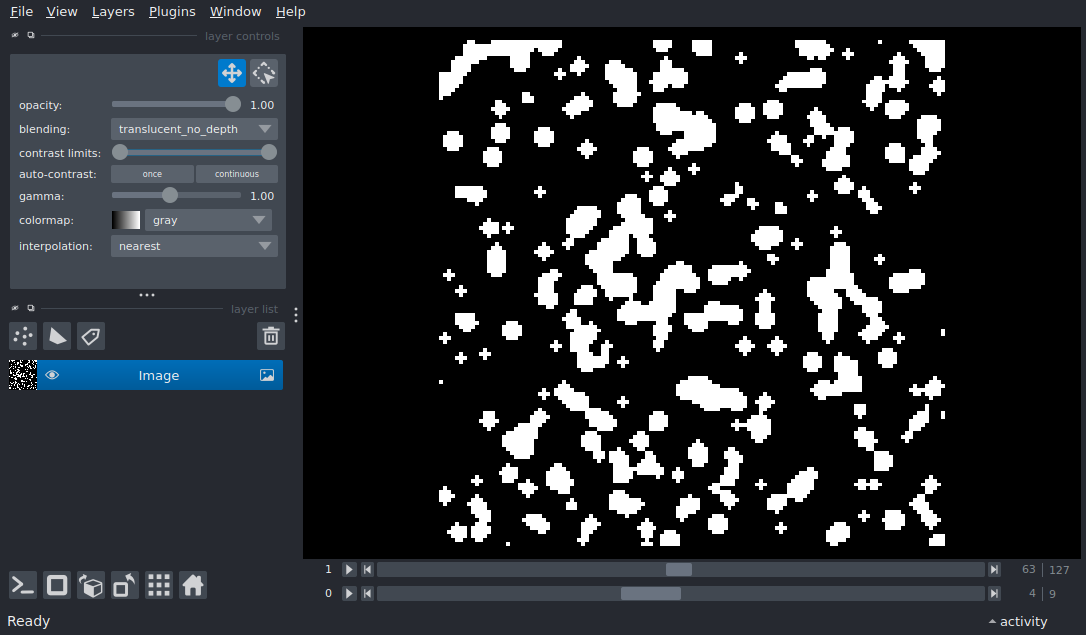 File View Layers Plugins Window Help
layer controls
opacity: 1.00
blending: translucent_no_depth
contrast limits:
auto-contrast: once continuous
gamma: 1.00
colormap: gray
interpolation: nearest
layer list
Image
1 63 127
0 4 9
Ready activity